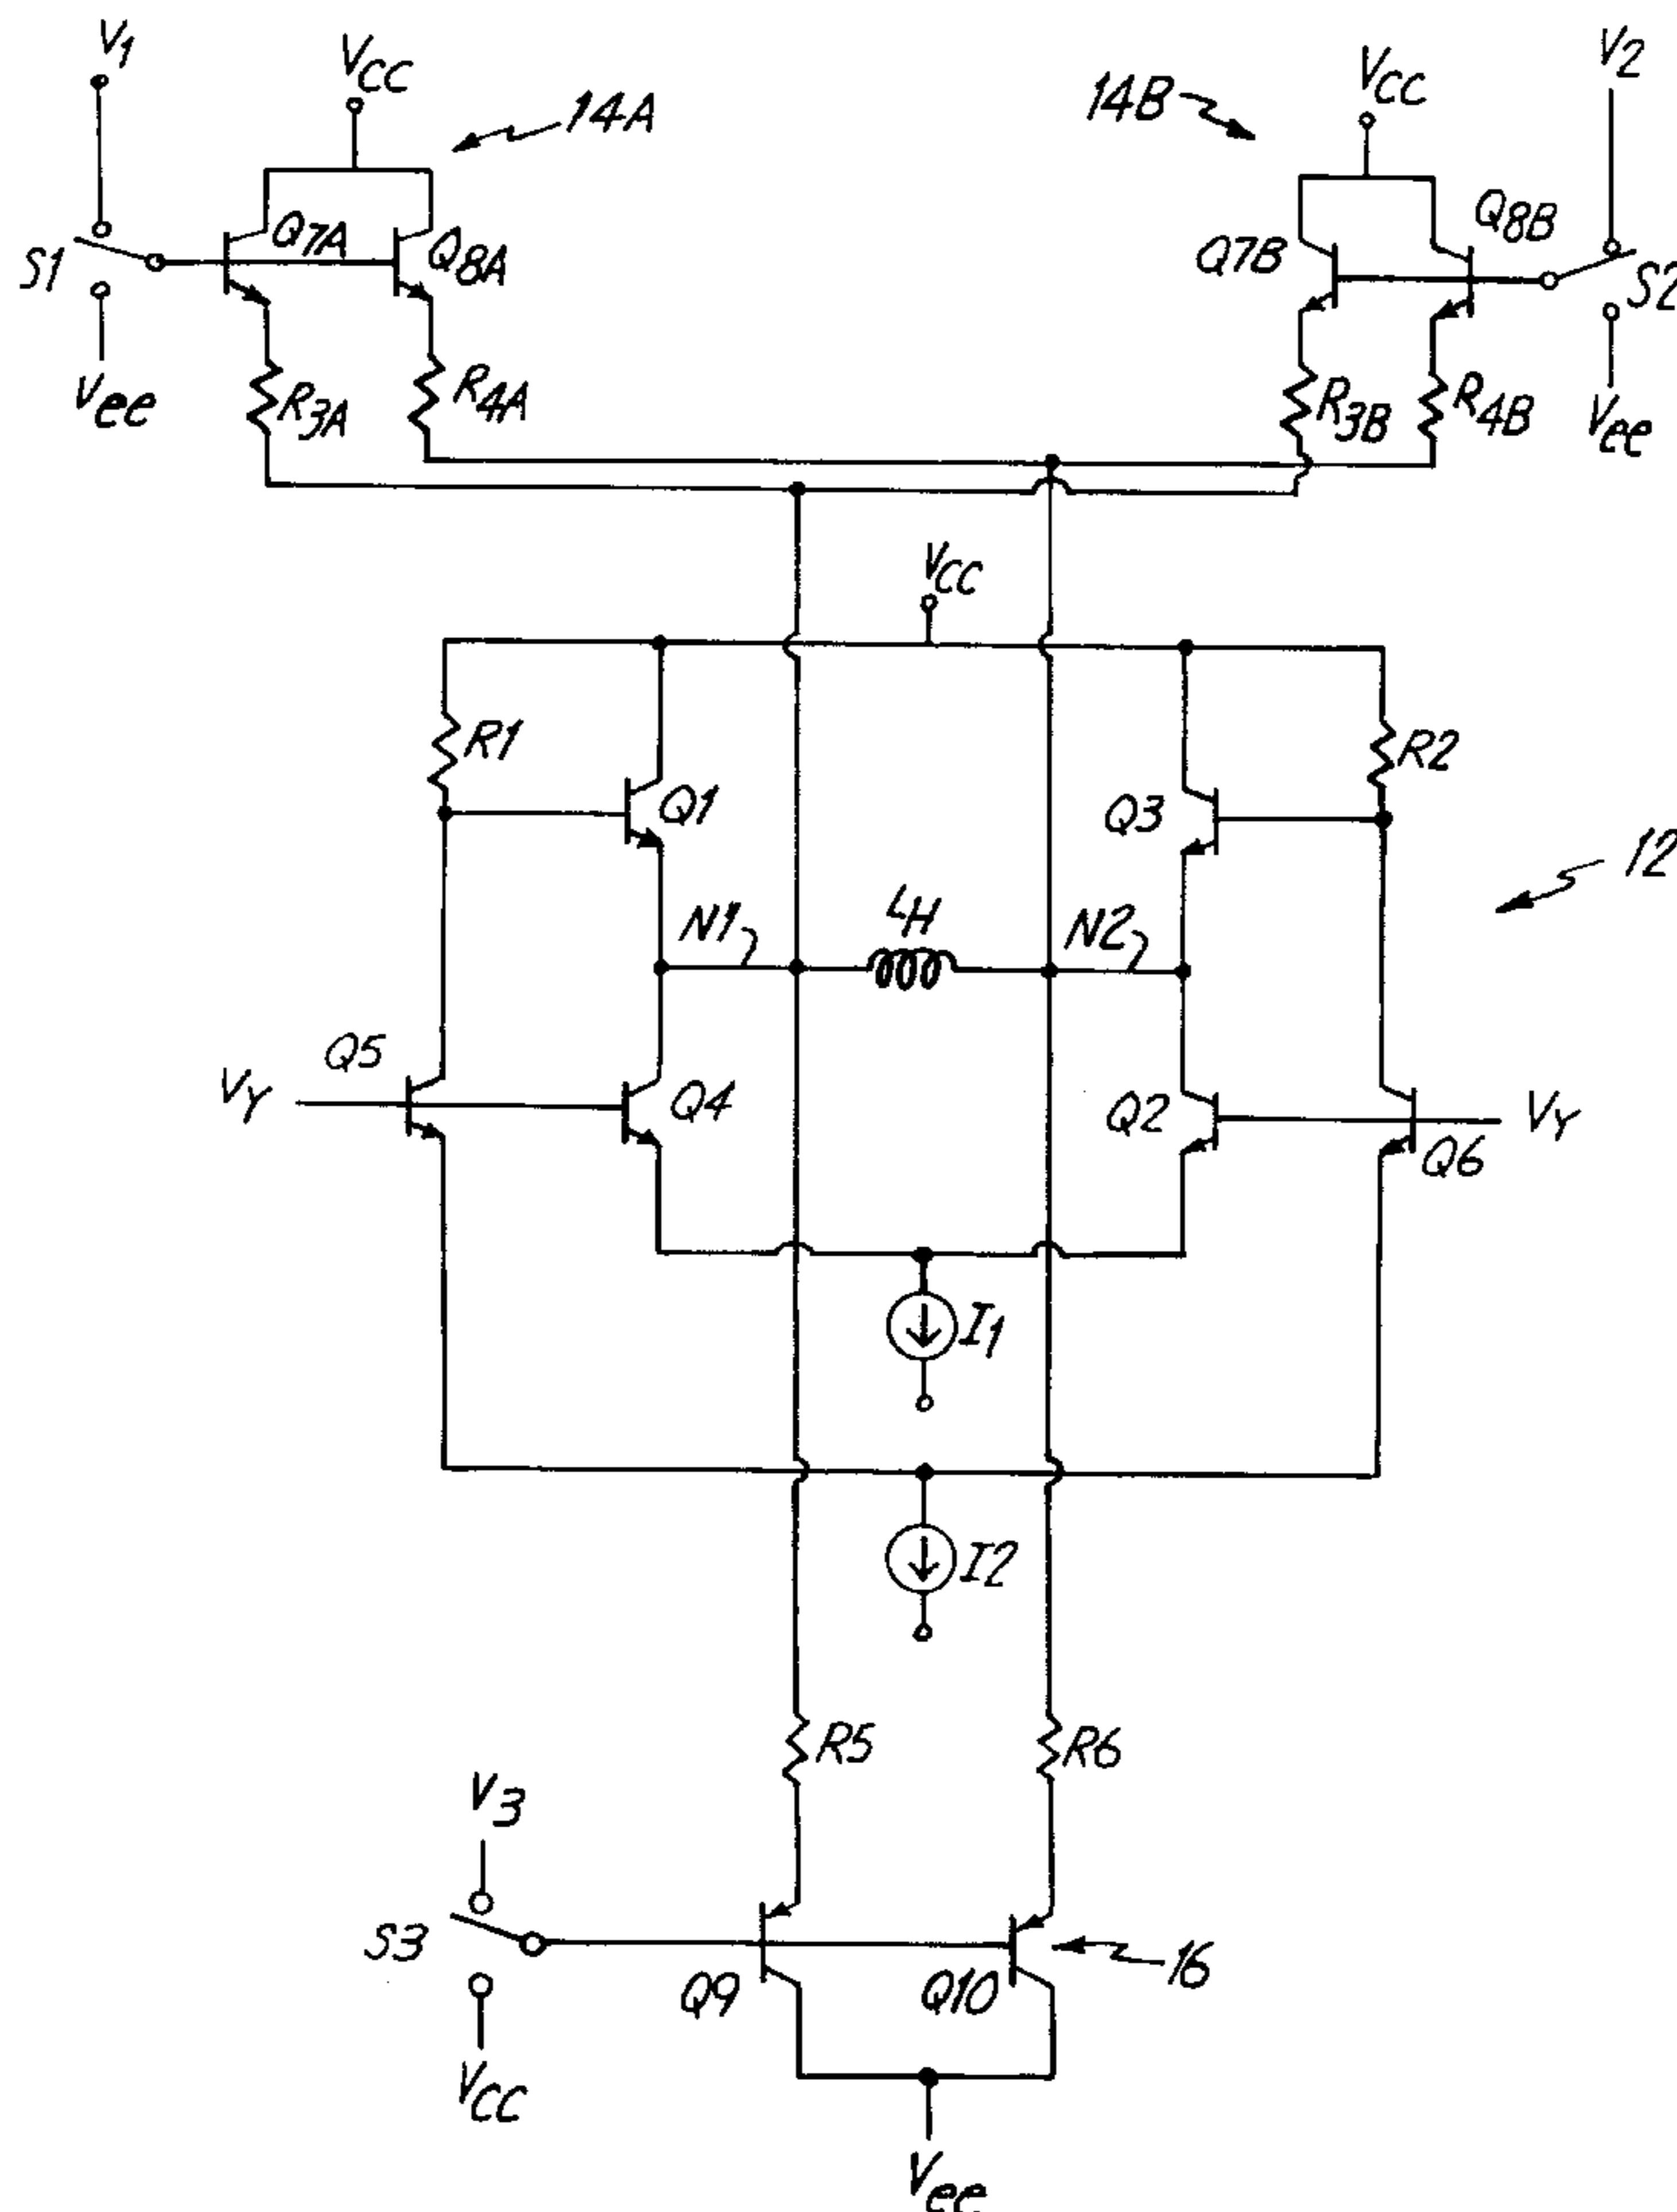 V1
VCC
14A
14B
VCC
V2
S1
Q7A
Q8A
Q7B
Q8B
S2
Vee
R3A
R4A
R3B
R4B
Vee
VCC
R1
R2
Q1
Q3
12
N1
LH
N2
Q5
VY
Q4
Q2
VY
Q6
I1
I2
R5
R6
V3
S3
Q9
Q10
16
VCC
Vee